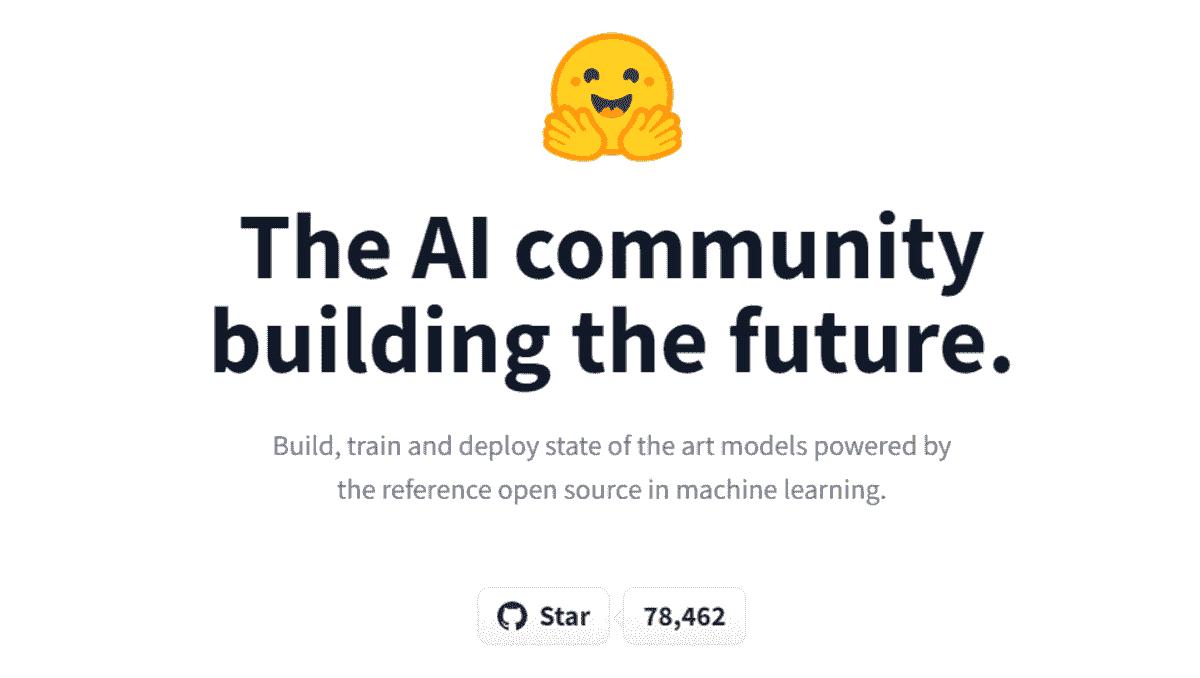 The AI community
building the future.
Build, train and deploy state of the art models powered by
the reference open source in machine learning.
Star 78,462